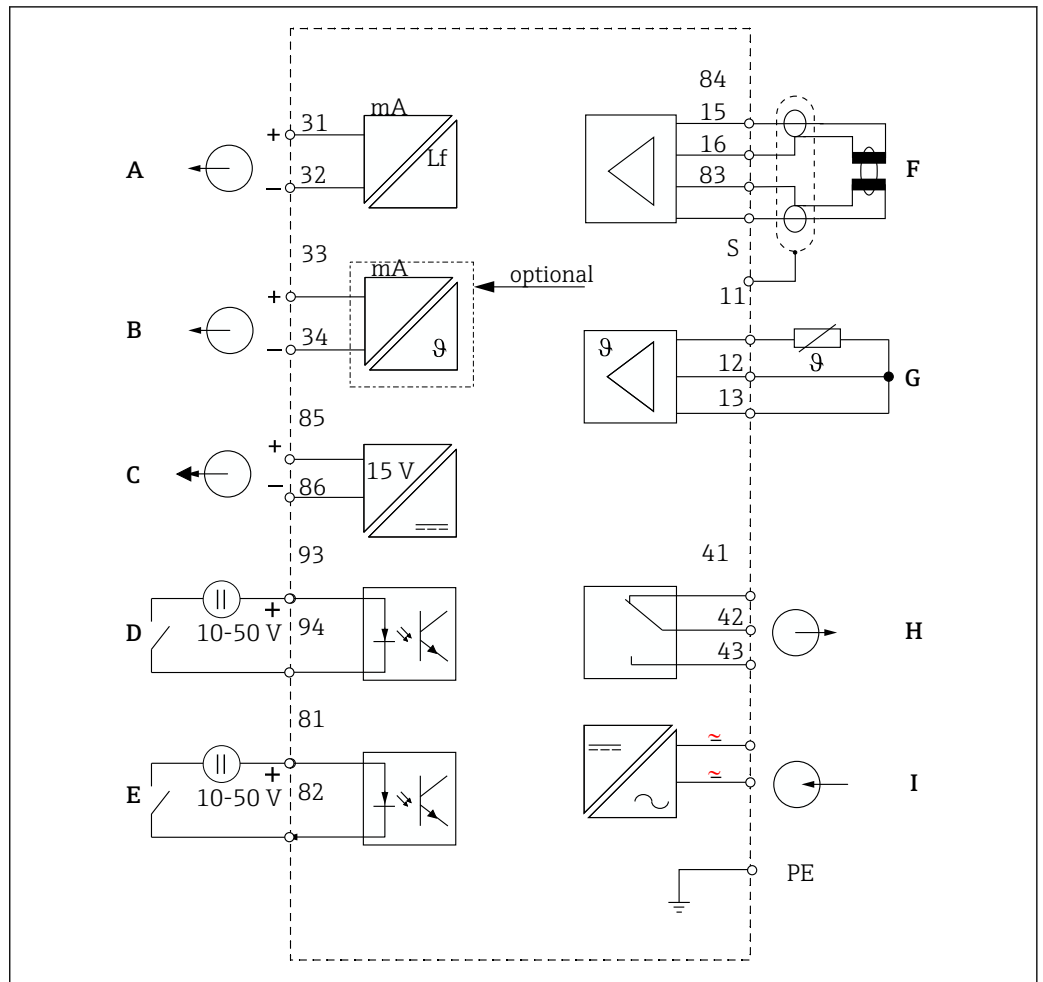 A
+
31
−
32
mA
Lf
B
33
+
34
−
mA
ϑ
optional
C
85
+
−
86
15 V
D
93
+
94
10-50 V
E
81
+
82
10-50 V
84
15
16
83
S
F
11
12
13
ϑ
ϑ
G
41
42
43
H
~
~
I
PE